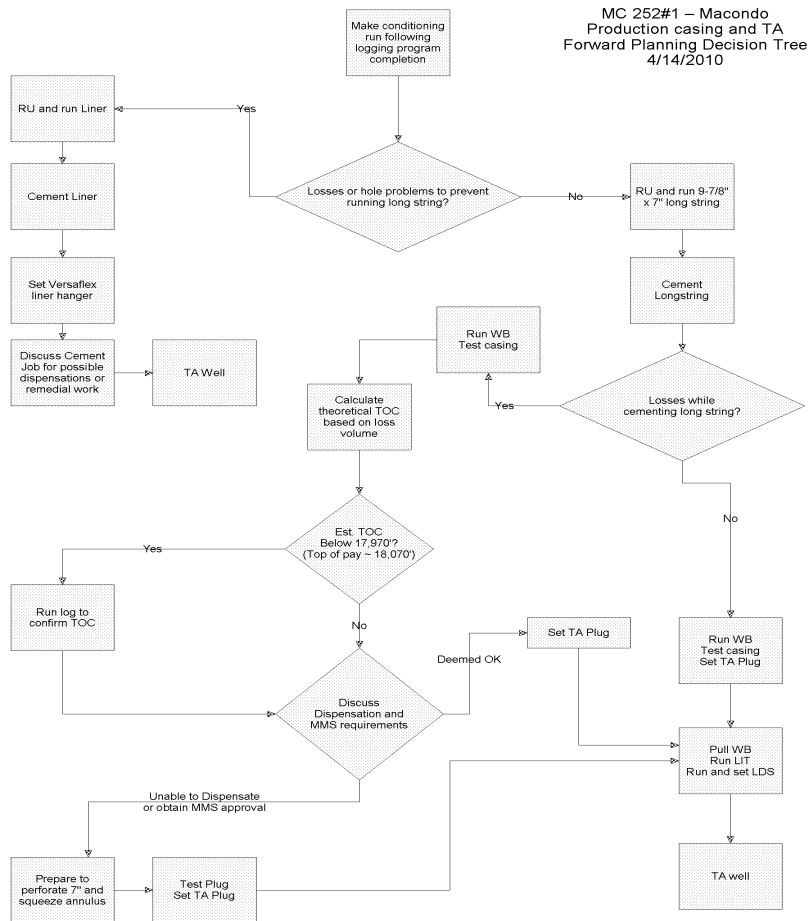 MC 252#1 – Macondo
Production casing and TA
Forward Planning Decision Tree
4/14/2010
Make conditioning
run following
logging program
completion
Losses or hole problems to prevent
running long string?
Yes
RU and run Liner
Cement Liner
Set Versaflex
liner hanger
Discuss Cement
Job for possible
dispensations or
remedial work
TA Well
No
RU and run 9-7/8"
x 7" long string
Cement
Longstring
Losses while
cementing long string?
Yes
Run WB
Test casing
Calculate
theoretical TOC
based on loss
volume
Est. TOC
Below 17,970'?
(Top of pay ~ 18,070')
Yes
Run log to
confirm TOC
No
Discuss
Dispensation and
MMS requirements
Deemed OK
Set TA Plug
Unable to Dispensate
or obtain MMS approval
Prepare to
perforate 7" and
squeeze annulus
Test Plug
Set TA Plug
No
Run WB
Test casing
Set TA Plug
Pull WB
Run LIT
Run and set LDS
TA well